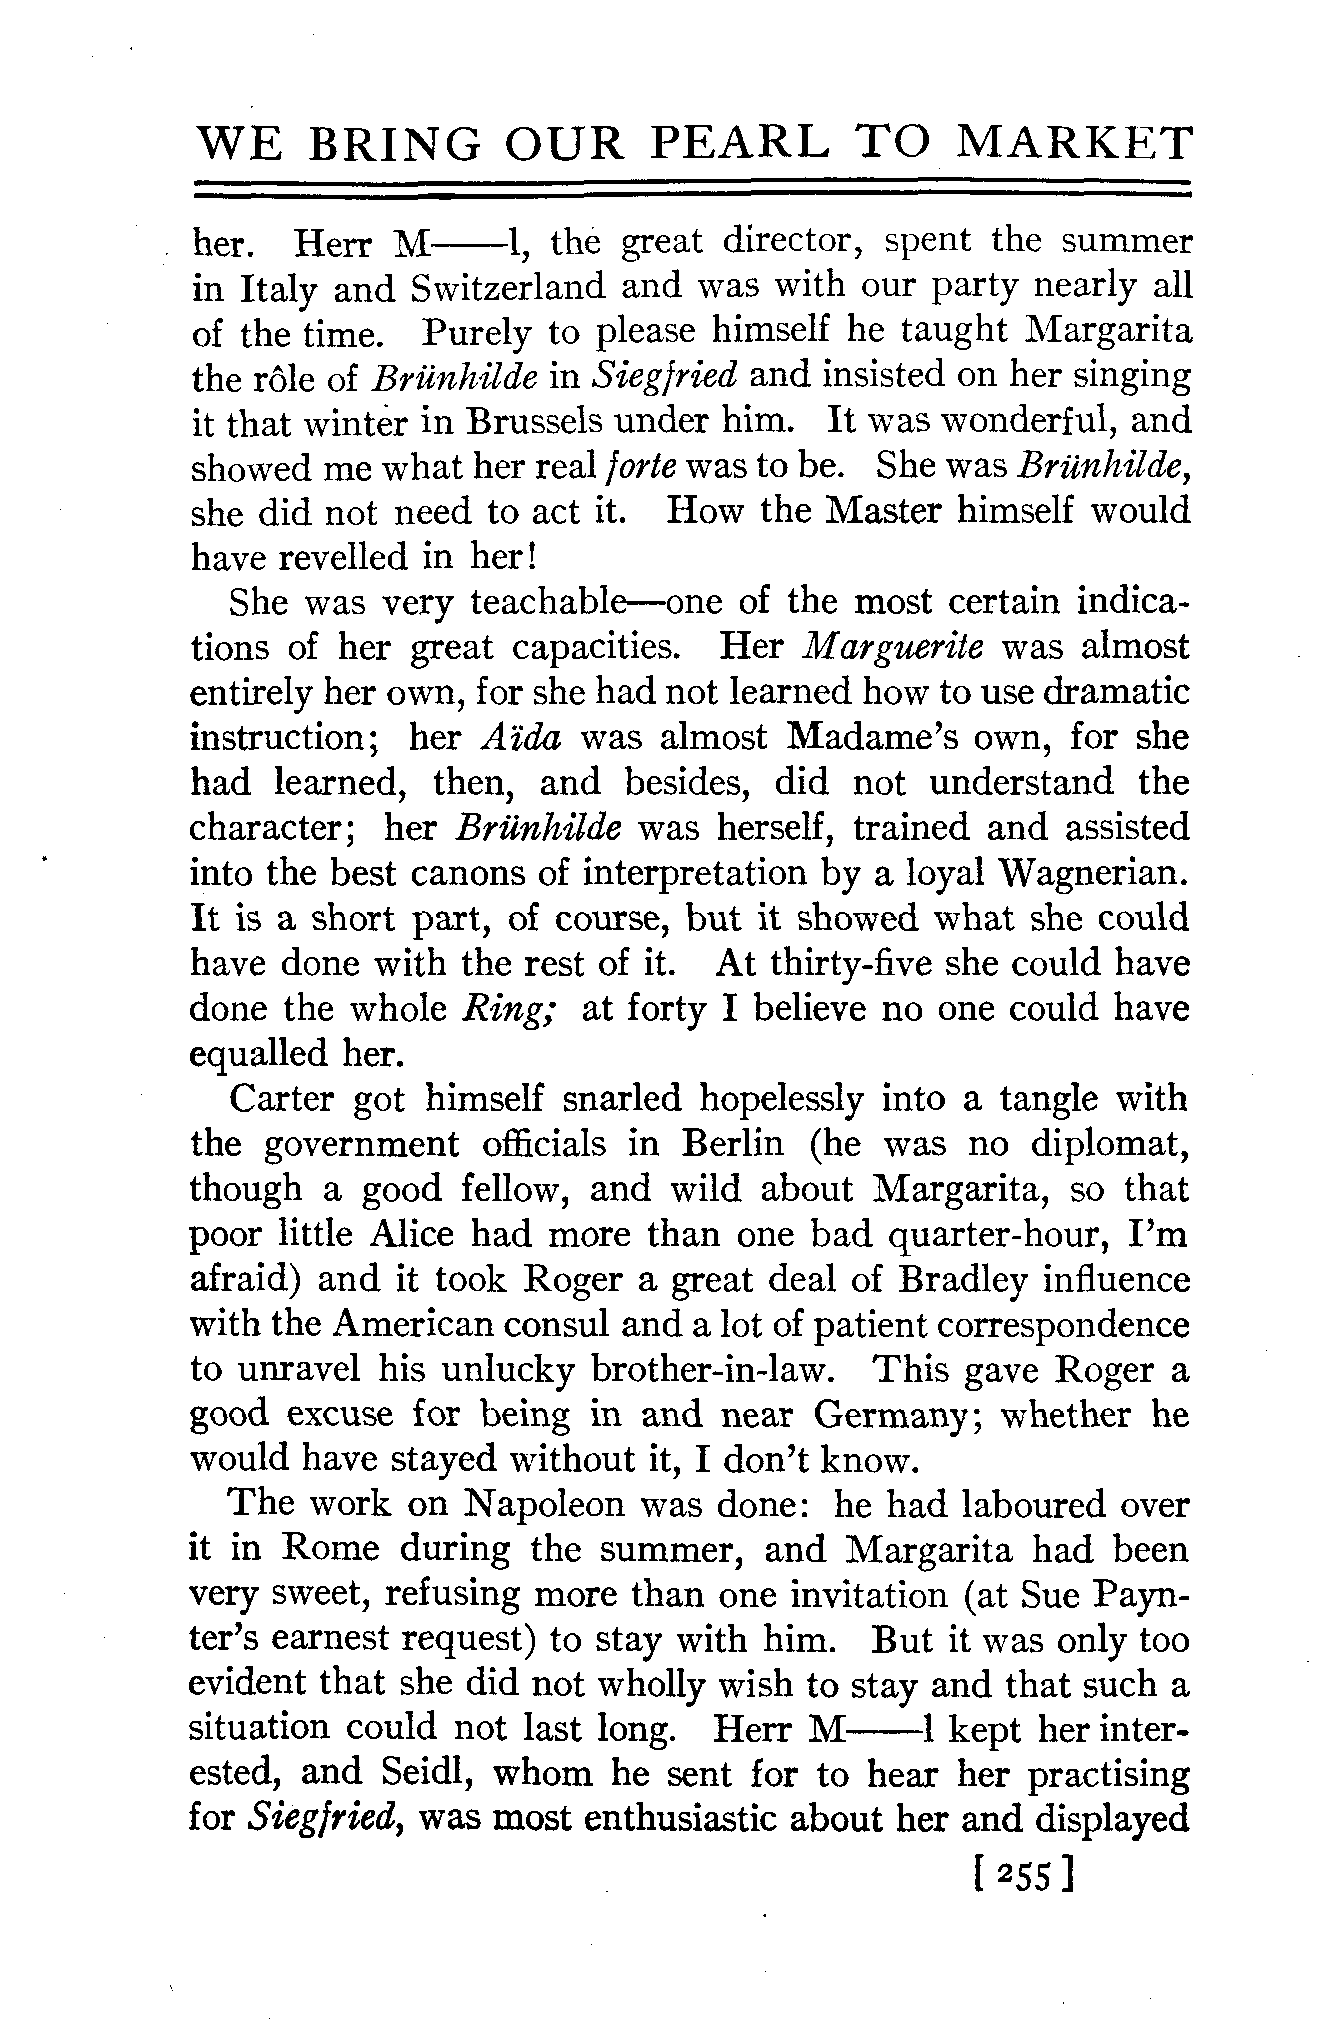 WE BRING OUR PEARL TO MARKET
her. Herr M——l, the great director, spent the summer
in Italy and Switzerland and was with our party nearly all
of the time. Purely to please himself he taught Margarita
the rôle of Brünhilde in Siegfried and insisted on her singing
it that winter in Brussels under him. It was wonderful, and
showed me what her real forte was to be. She was Brünhilde,
she did not need to act it. How the Master himself would
have revelled in her!
She was very teachable—one of the most certain indica-
tions of her great capacities. Her Marguerite was almost
entirely her own, for she had not learned how to use dramatic
instruction; her Aïda was almost Madame's own, for she
had learned, then, and besides, did not understand the
character; her Brünhilde was herself, trained and assisted
into the best canons of interpretation by a loyal Wagnerian.
It is a short part, of course, but it showed what she could
have done with the rest of it. At thirty-five she could have
done the whole Ring; at forty I believe no one could have
equalled her.
Carter got himself snarled hopelessly into a tangle with
the government officials in Berlin (he was no diplomat,
though a good fellow, and wild about Margarita, so that
poor little Alice had more than one bad quarter-hour, I'm
afraid) and it took Roger a great deal of Bradley influence
with the American consul and a lot of patient correspondence
to unravel his unlucky brother-in-law. This gave Roger a
good excuse for being in and near Germany; whether he
would have stayed without it, I don't know.
The work on Napoleon was done: he had laboured over
it in Rome during the summer, and Margarita had been
very sweet, refusing more than one invitation (at Sue Payn-
ter's earnest request) to stay with him. But it was only too
evident that she did not wholly wish to stay and that such a
situation could not last long. Herr M——l kept her inter-
ested, and Seidl, whom he sent for to hear her practising
for Siegfried, was most enthusiastic about her and displayed
[ 255 ]